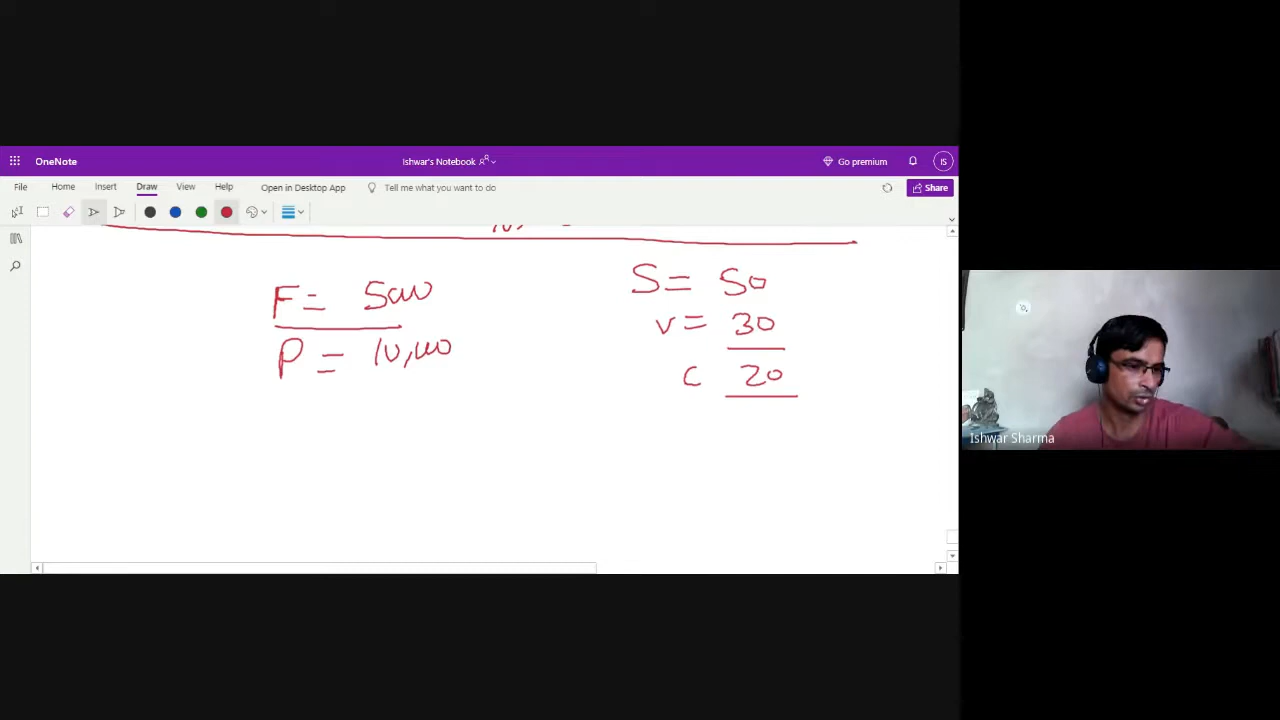 OneNote
Ishwar's Notebook
Go premium
IS
File
Home
Insert
Draw
View
Help
Open in Desktop App
Tell me what you want to do
Share
F = 5000
P = 10,000
S = 50
V = 30
C 20
Ishwar Sharma